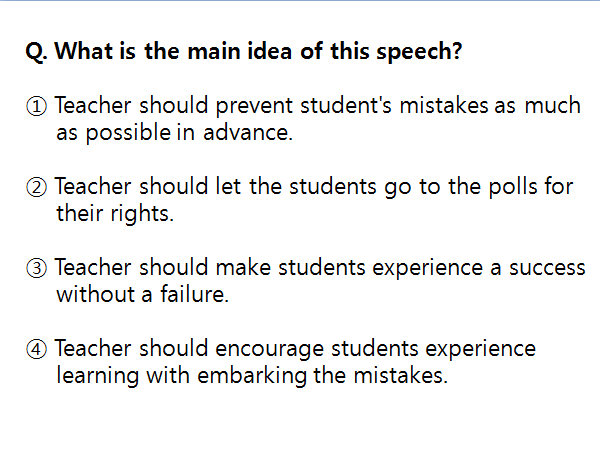 Q. What is the main idea of this speech?
① Teacher should prevent student's mistakes as much
as possible in advance.
② Teacher should let the students go to the polls for
their rights.
③ Teacher should make students experience a success
without a failure.
④ Teacher should encourage students experience
learning with embarking the mistakes.